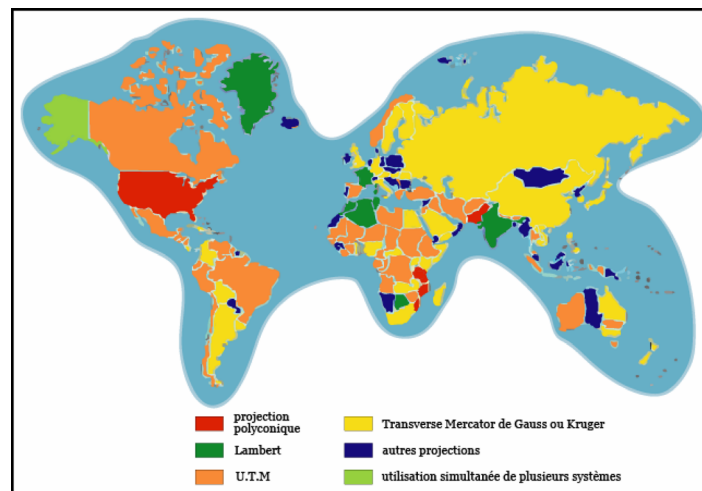 projection
polyconique
Lambert
U.T.M
Transverse Mercator de Gauss ou Kruger
autres projections
utilisation simultanée de plusieurs systèmes